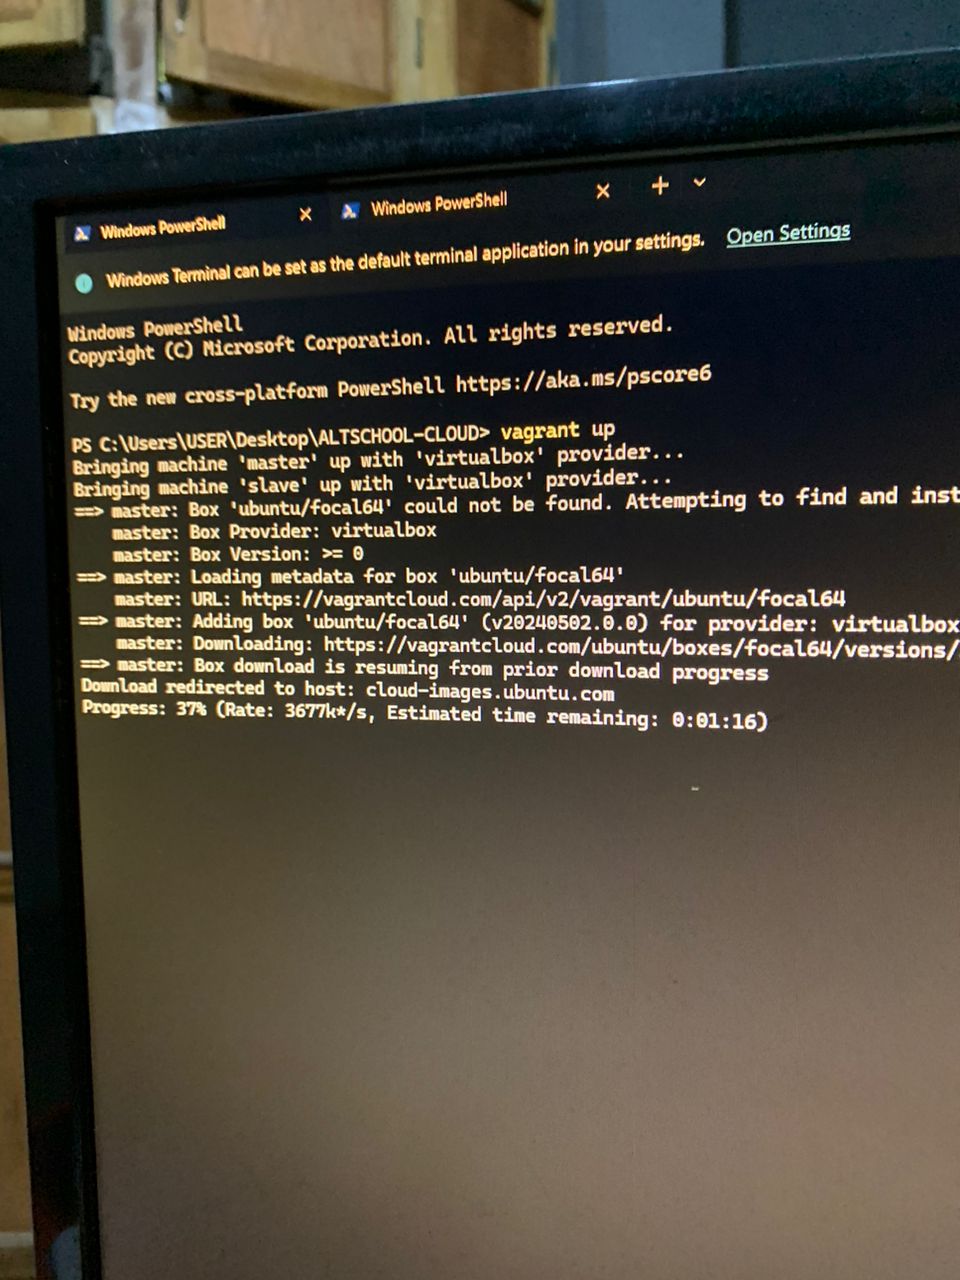 Windows PowerShell
Windows PowerShell
Windows Terminal can be set as the default terminal application in your settings. Open Settings
Windows PowerShell
Copyright (C) Microsoft Corporation. All rights reserved.
Try the new cross-platform PowerShell https://aka.ms/pscore6
PS C:\Users\USER\Desktop\ALTSCHOOL-CLOUD> vagrant up
Bringing machine 'master' up with 'virtualbox' provider...
Bringing machine 'slave' up with 'virtualbox' provider...
==> master: Box 'ubuntu/focal64' could not be found. Attempting to find and inst
master: Box Provider: virtualbox
master: Box Version: >= 0
==> master: Loading metadata for box 'ubuntu/focal64'
master: URL: https://vagrantcloud.com/api/v2/vagrant/ubuntu/focal64
==> master: Adding box 'ubuntu/focal64' (v20240502.0.0) for provider: virtualbox
master: Downloading: https://vagrantcloud.com/ubuntu/boxes/focal64/versions/
==> master: Box download is resuming from prior download progress
Download redirected to host: cloud-images.ubuntu.com
Progress: 37% (Rate: 3677k*/s, Estimated time remaining: 0:01:16)